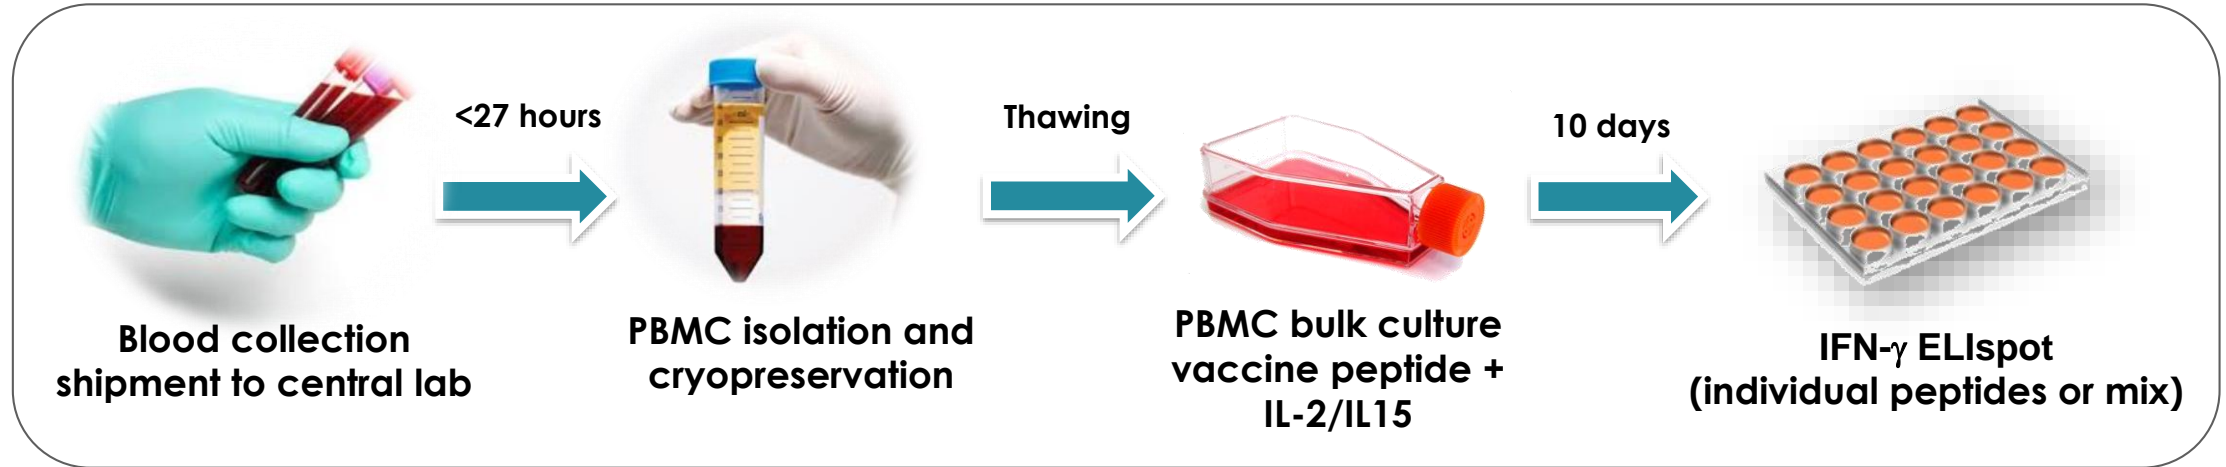 Blood collection
shipment to central lab
<27 hours
PBMC isolation and
cryopreservation
Thawing
PBMC bulk culture
vaccine peptide +
IL-2/IL15
10 days
IFN-γ ELIspot
(individual peptides or mix)